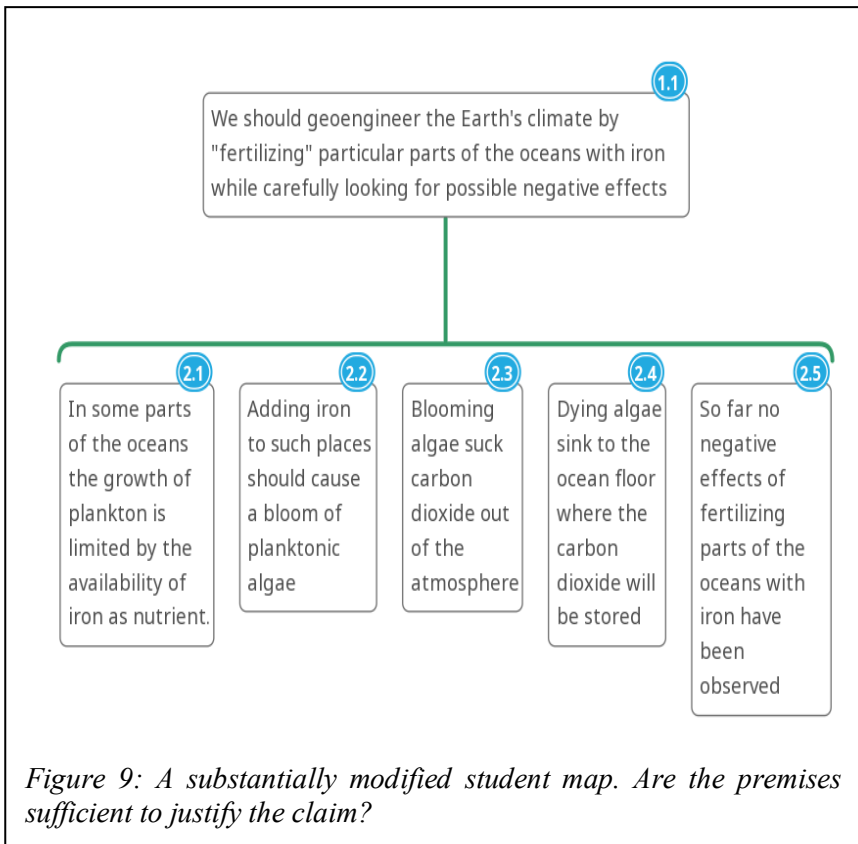 1.1
We should geoengineer the Earth's climate by
"fertilizing" particular parts of the oceans with iron
while carefully looking for possible negative effects
2.1
In some parts
of the oceans
the growth of
plankton is
limited by the
availability of
iron as nutrient.
2.2
Adding iron
to such places
should cause
a bloom of
planktonic
algae
2.3
Blooming
algae suck
carbon
dioxide out
of the
atmosphere
2.4
Dying algae
sink to the
ocean floor
where the
carbon
dioxide will
be stored
2.5
So far no
negative
effects of
fertilizing
parts of the
oceans with
iron have
been
observed
Figure 9: A substantially modified student map. Are the premises
sufficient to justify the claim?